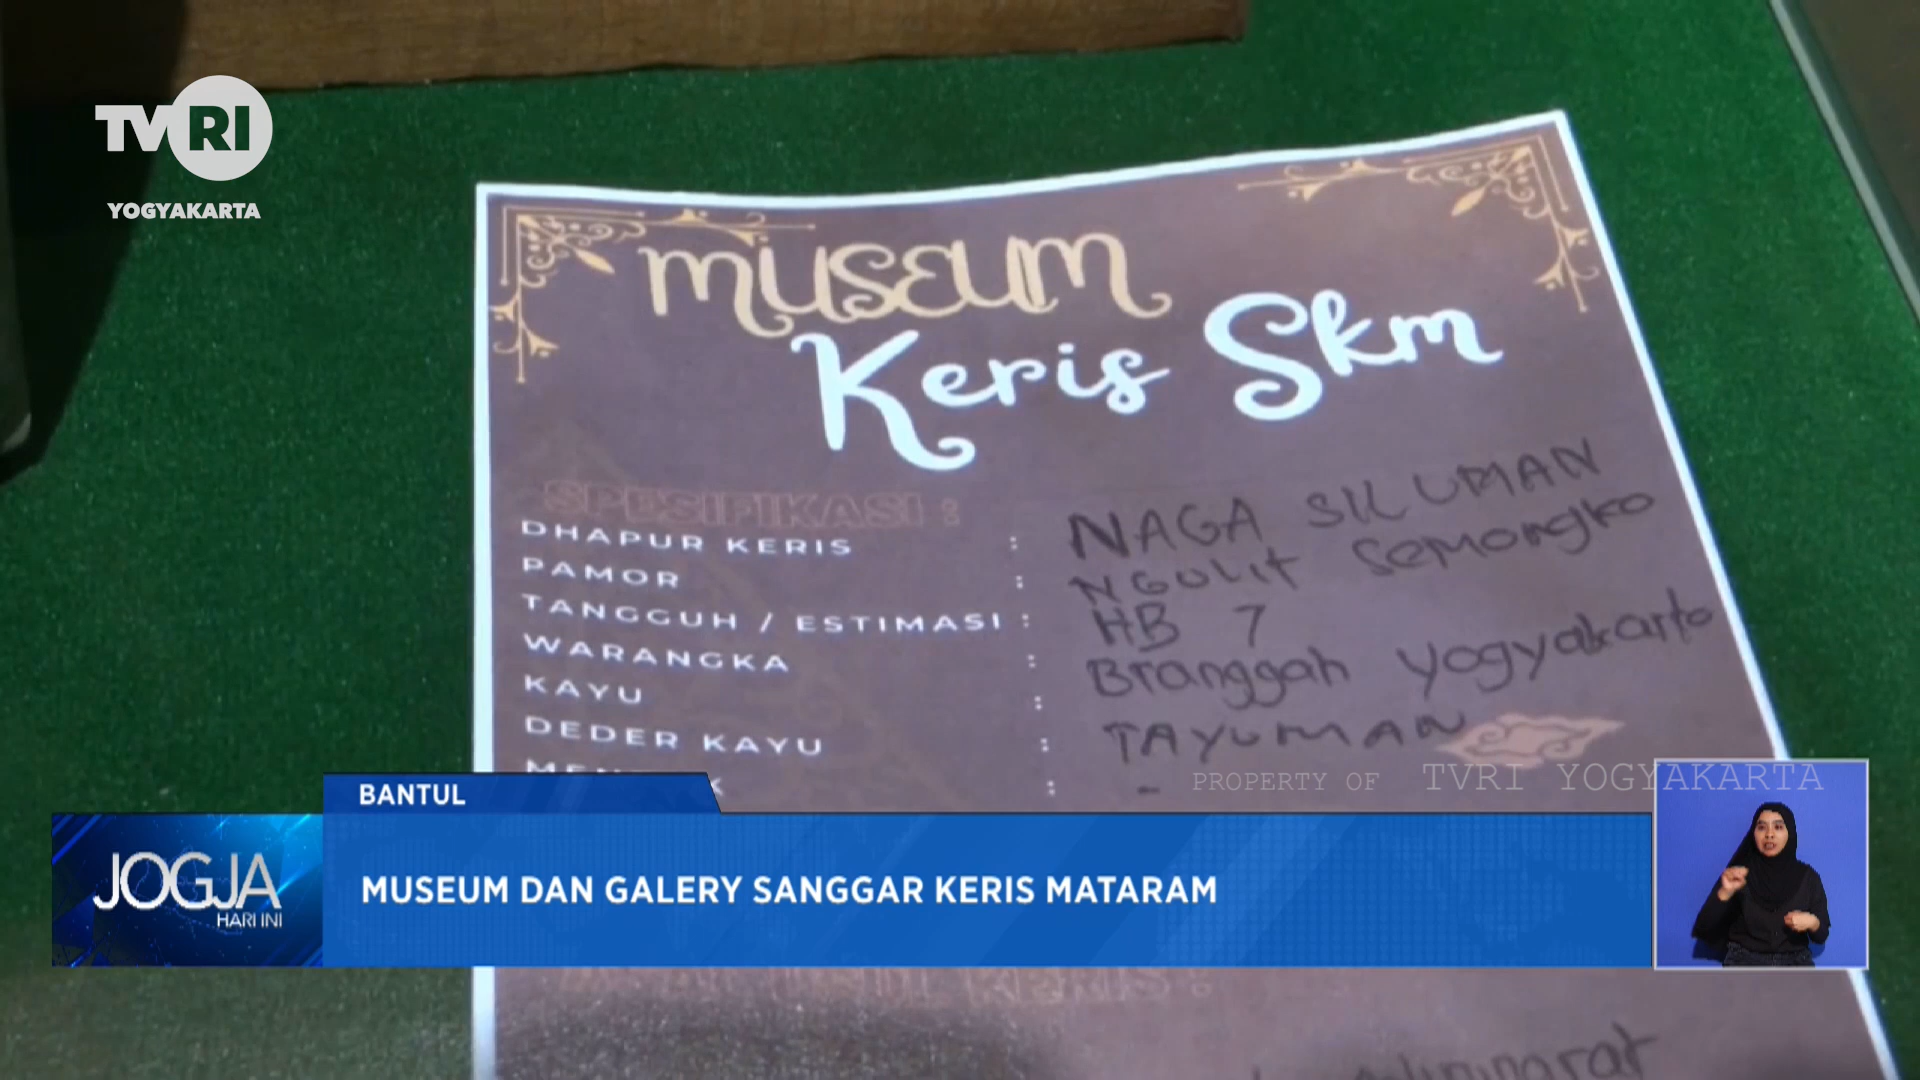 TVRI
YOGYAKARTA
MUSEUM
Keris Skm
SPESIFIKASI :
DHAPUR KERIS : NAGA SILUMAN
PAMOR : NGULIT SEMONGKO
TANGGUH / ESTIMASI : HB 7
WARANGKA : Branggah Yogyakarto
KAYU :
DEDER KAYU : TAYUMAN
: -
PROPERTY OF TVRI YOGYAKARTA
BANTUL
JOGJA
HARI INI
MUSEUM DAN GALERY SANGGAR KERIS MATARAM